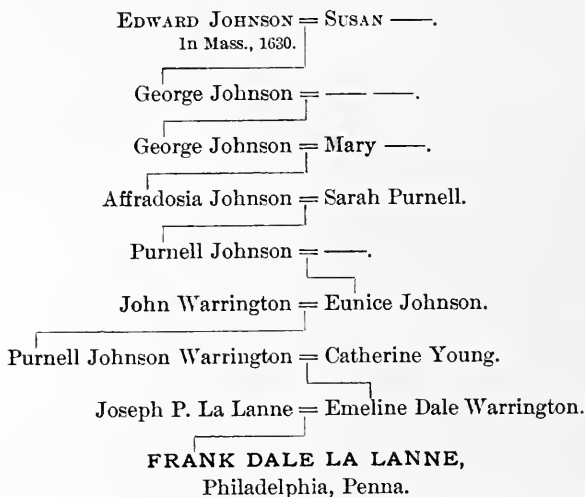 EDWARD JOHNSON = SUSAN ——.
In Mass., 1630.
George Johnson = —— ——.
George Johnson = Mary ——.
Affradosia Johnson = Sarah Purnell.
Purnell Johnson = ——.
John Warrington = Eunice Johnson.
Purnell Johnson Warrington = Catherine Young.
Joseph P. La Lanne = Emeline Dale Warrington.
FRANK DALE LA LANNE,
Philadelphia, Penna.